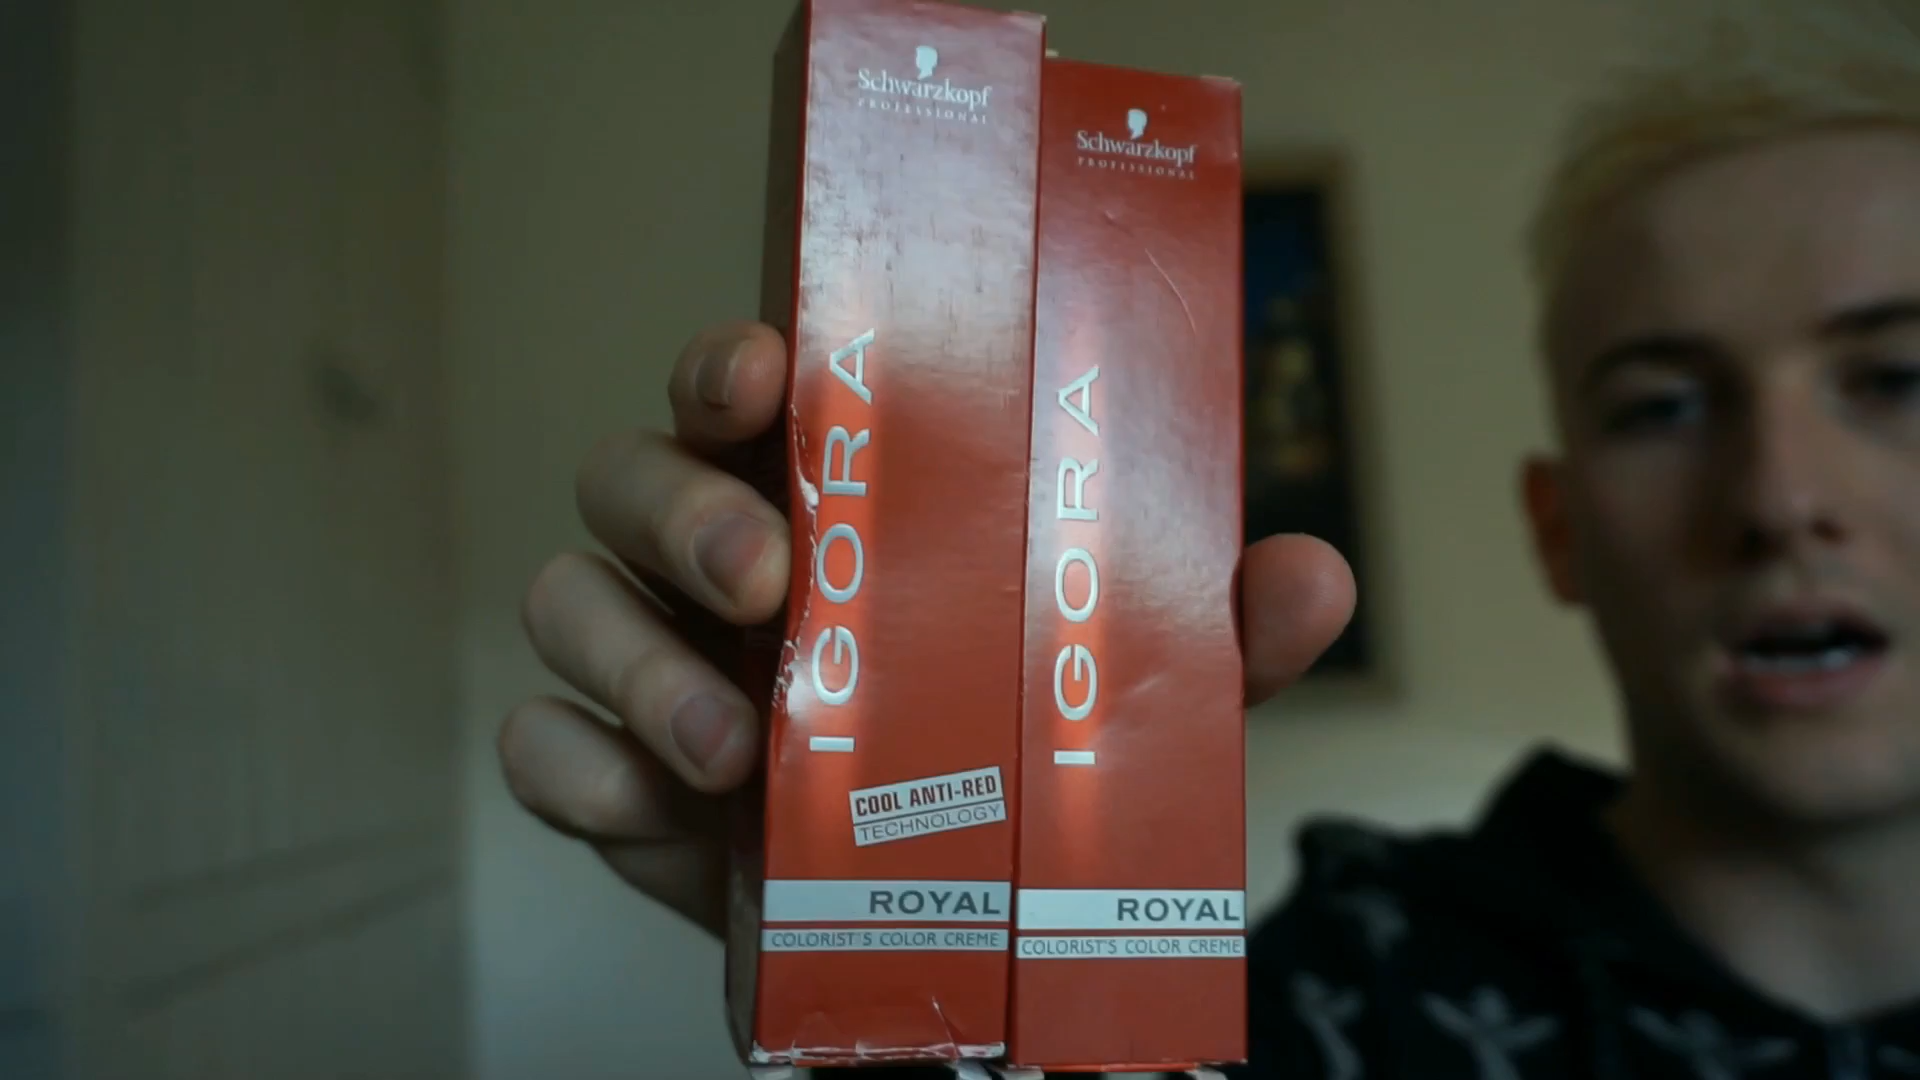 Schwarzkopf
PROFESSIONAL
IGORA
COOL ANTI-RED
TECHNOLOGY
ROYAL
COLORIST'S COLOR CREME
Schwarzkopf
PROFESSIONAL
IGORA
ROYAL
COLORIST'S COLOR CREME